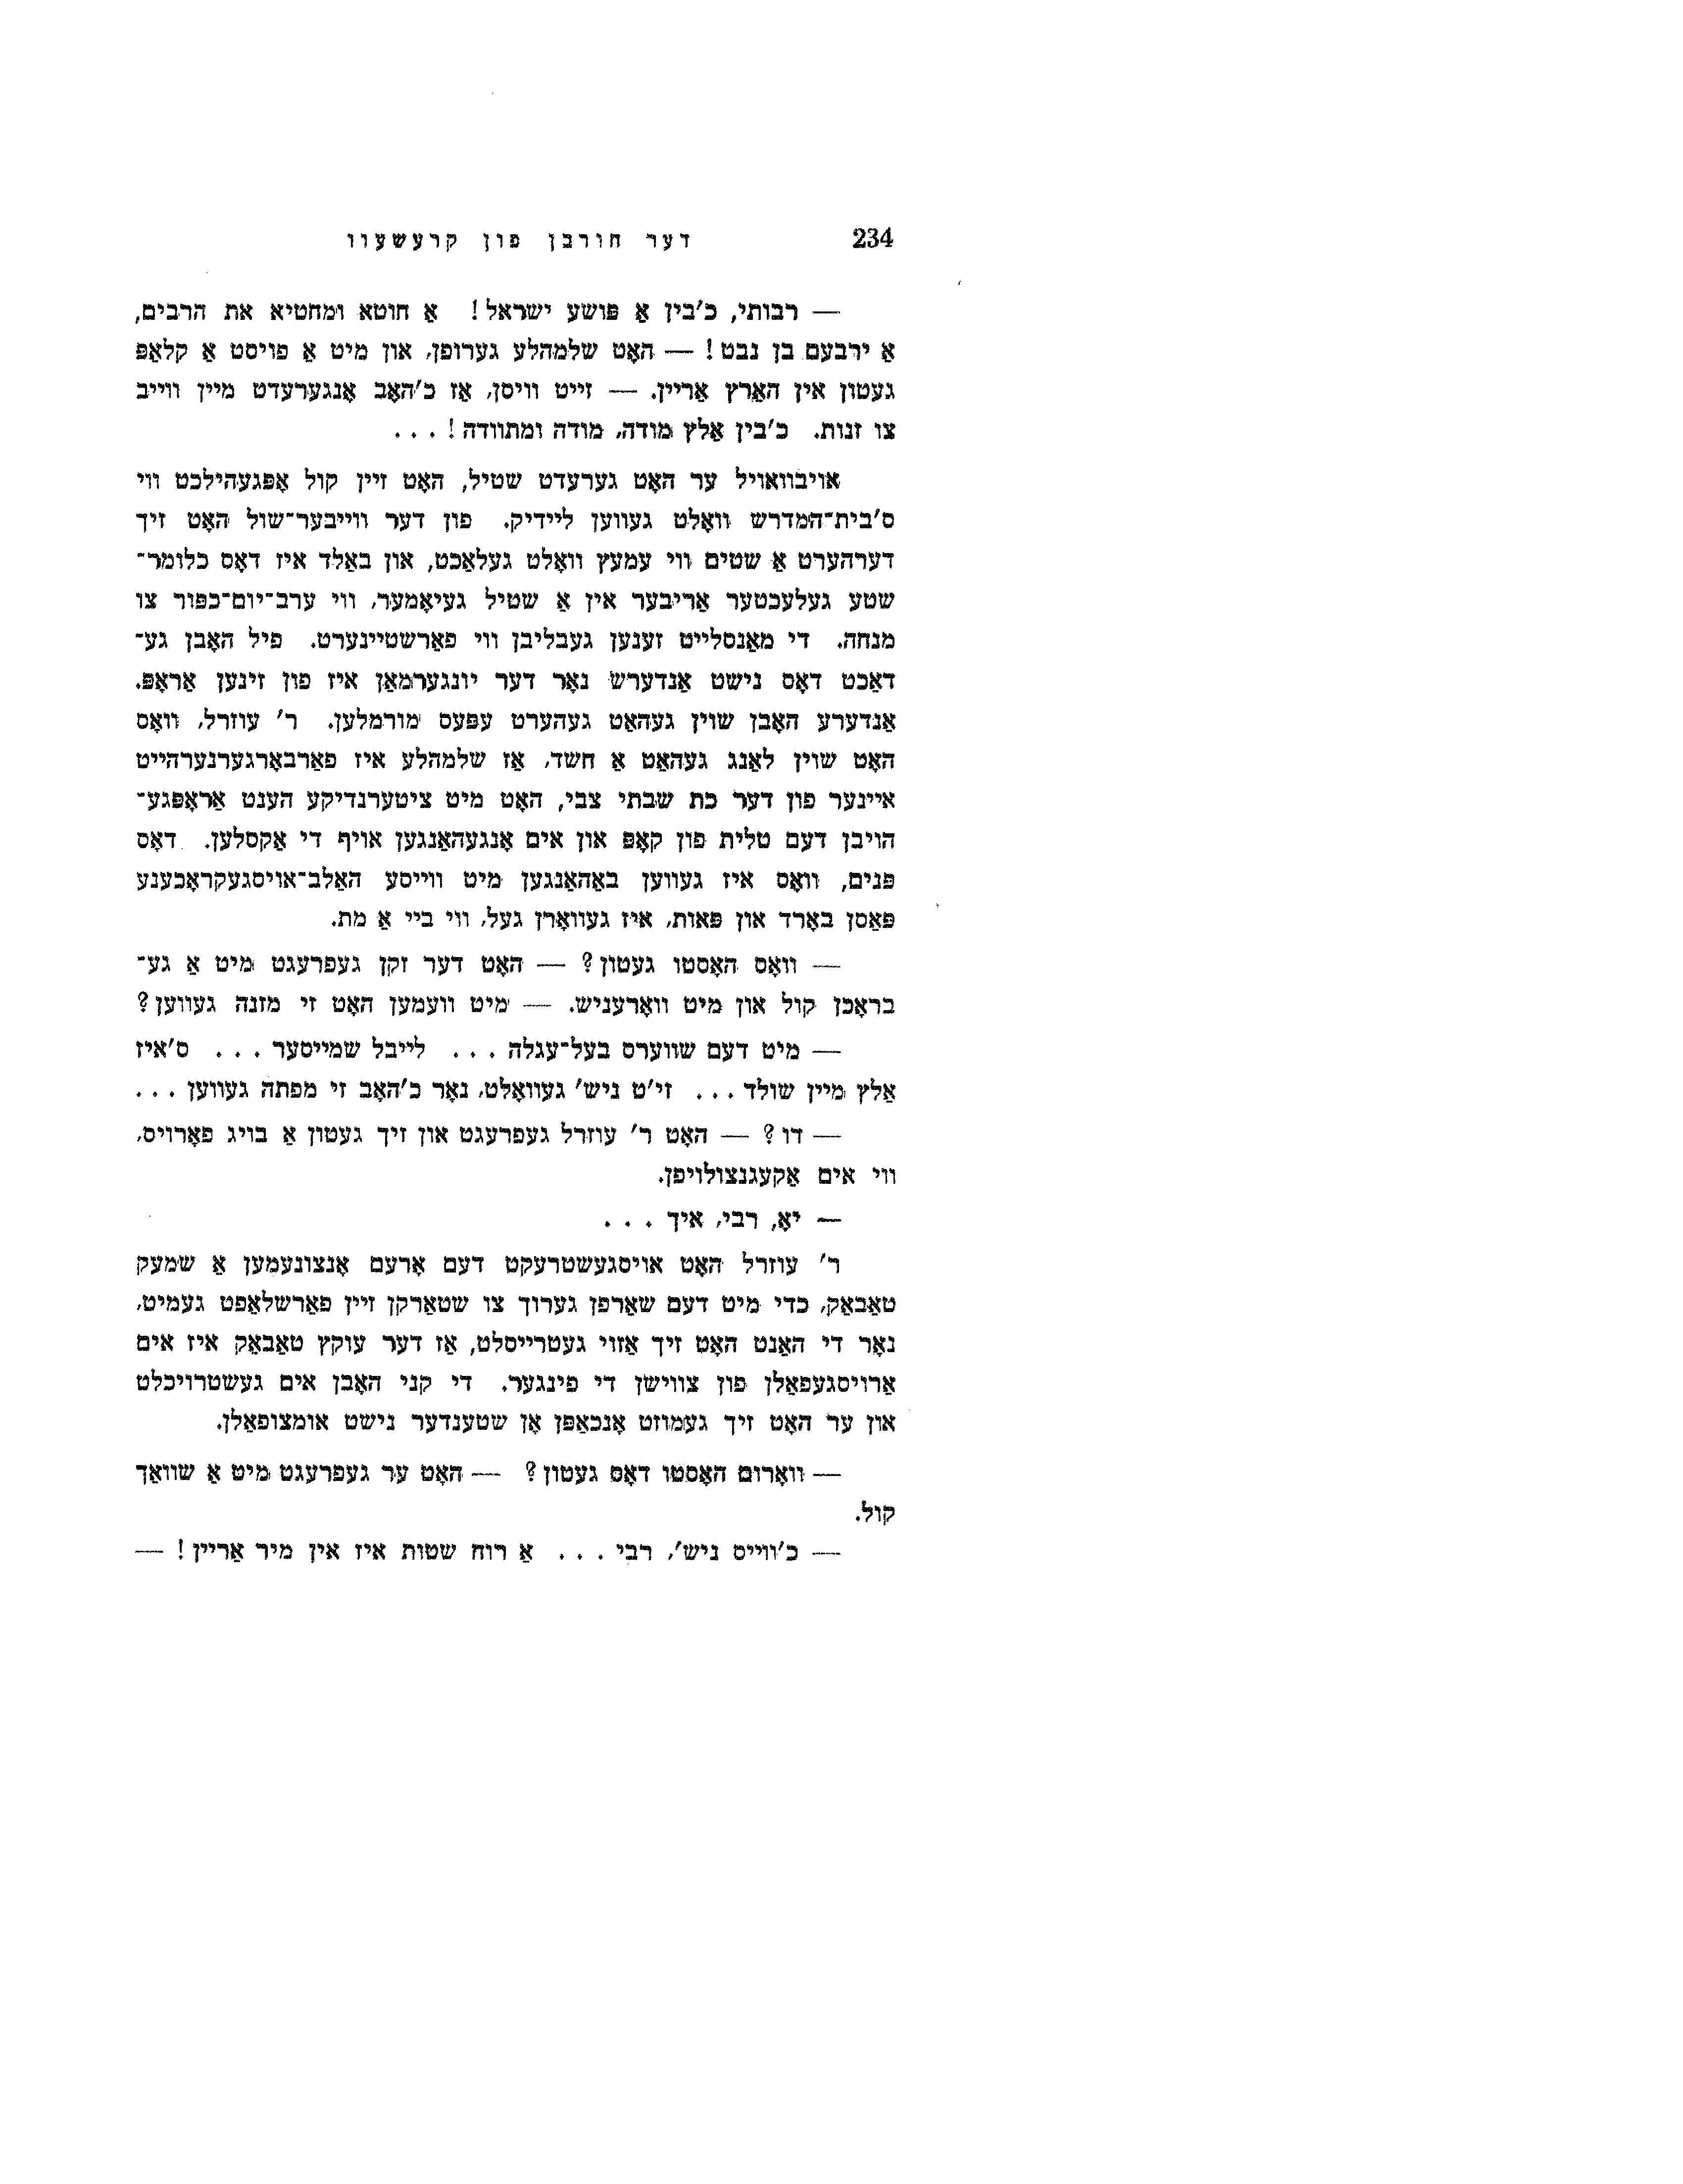 234 דער חורבן פון קרעשעוו
— רבותי, כ'בין אַ פּושע ישראל! אַ חוטא ומחטיא את הרבים,
אַ ירבעם בן נבט! — האָט שלמהלע גערופן, און מיט אַ פויסט אַ קלאַפּ
געטון אין האַרץ אַריין. — זייט וויסן, אַז כ'האָב אָנגערעדט מיין ווייב
צו זנות. כ'בין אַלץ מודה, מודה ומתוודה! . . .
אויבוואויל ער האָט גערעדט שטיל, האָט זיין קול אָפּגעהילכט ווי
ס'בית־המדרש וואָלט געווען ליידיק. פון דער ווייבער־שול האָט זיך
דערהערט אַ שטים ווי עמעץ וואָלט געלאַכט, און באַלד איז דאָס כלומר־
שטע געלעכטער אַריבער אין אַ שטיל געיאָמער, ווי ערב־יום־כפּור צו
מנחה. די מאַנסלייט זענען געבליבן ווי פאַרשטיינערט. פיל האָבן גע־
דאַכט דאָס נישט אַנדערש נאָר דער יונגערמאַן איז פון זינען אַראָפּ.
אַנדערע האָבן שוין געהאַט געהערט עפּעס מורמלען. ר' עוזרל, וואָס
האָט שוין לאַנג געהאַט אַ חשד, אַז שלמהלע איז פאַרבאָרגערנערהייט
איינער פון דער כת שבתי צבי, האָט מיט ציטערנדיקע הענט אַראָפּגע־
הויבן דעם טלית פון קאָפּ און אים אָנגעהאַנגען אויף די אַקסלען. דאָס
פּנים, וואָס איז געווען באַהאַנגען מיט ווייסע האַלב־אויסגעקראָכענע
פּאַסן באָרד און פּאות, איז געוואָרן געל, ווי ביי אַ מת.
— וואָס האָסטו געטון? — האָט דער זקן געפרעגט מיט אַ גע־
בראָכן קול און מיט וואָרעניש. — מיט וועמען האָט זי מזנה געווען?
— מיט דעם שווערס בעל־עגלה . . . לייבל שמייסער . . . ס'איז
אַלץ מיין שולד . . . זי'ט ניש' געוואָלט, נאָר כ'האָב זי מפתה געווען . . .
— דו? — האָט ר' עוזרל געפרעגט און זיך געטון אַ בויג פאָרויס,
ווי אים אַקעגנצולויפן.
— יאָ, רבי, איך . . .
ר' עוזרל האָט אויסגעשטרעקט דעם אָרעם אָנצונעמען אַ שמעק
טאַבאַק, כדי מיט דעם שאַרפן גערוך צו שטאַרקן זיין פאַרשלאַפט געמיט,
נאָר די האַנט האָט זיך אַזוי געטרייסלט, אַז דער עוקץ טאַבאַק איז אים
אַרויסגעפאַלן פון צווישן די פינגער. די קני האָבן אים געשטרויכלט
און ער האָט זיך געמוזט אָנכאַפּן אָן שטענדער נישט אומצופאַלן.
— וואָרום האָסטו דאָס געטון? — האָט ער געפרעגט מיט אַ שוואַך
קול.
— כ'ווייס ניש', רבי . . . אַ רוח שטות איז אין מיר אַריין! —